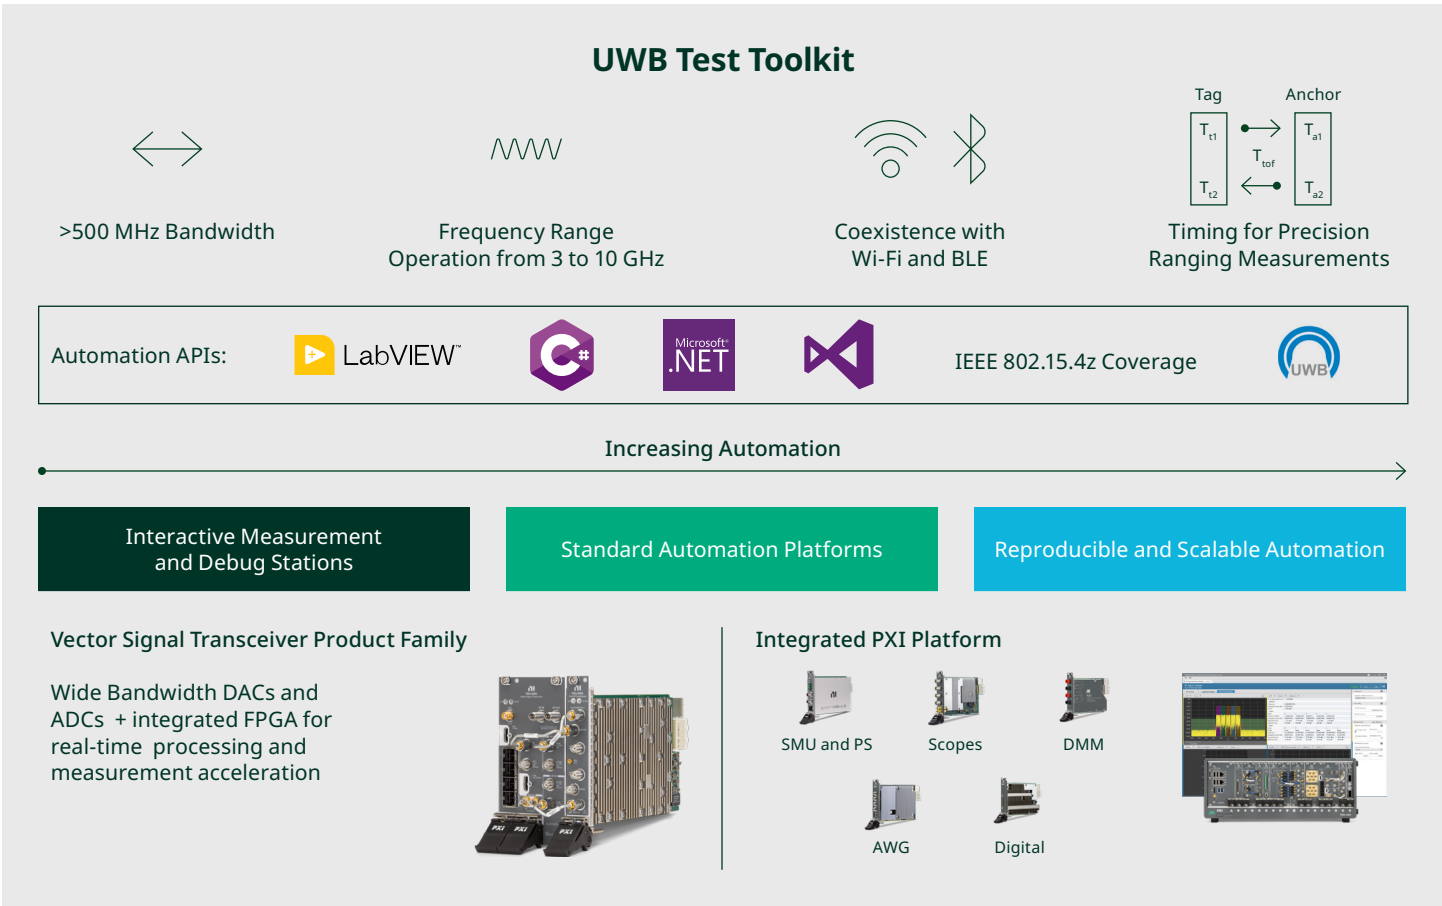 UWB Test Toolkit
Tag
Anchor
Tt1
Ta1
Ttof
Tt2
Ta2
>500 MHz Bandwidth
Frequency Range
Operation from 3 to 10 GHz
Coexistence with
Wi-Fi and BLE
Timing for Precision
Ranging Measurements
Automation APIs:
LabVIEW™
C#
Microsoft®
.NET
IEEE 802.15.4z Coverage
UWB
Increasing Automation
Interactive Measurement
and Debug Stations
Standard Automation Platforms
Reproducible and Scalable Automation
Vector Signal Transceiver Product Family
Wide Bandwidth DACs and
ADCs + integrated FPGA for
real-time processing and
measurement acceleration
PXI
PXI
PXI
Integrated PXI Platform
SMU and PS
Scopes
DMM
AWG
Digital